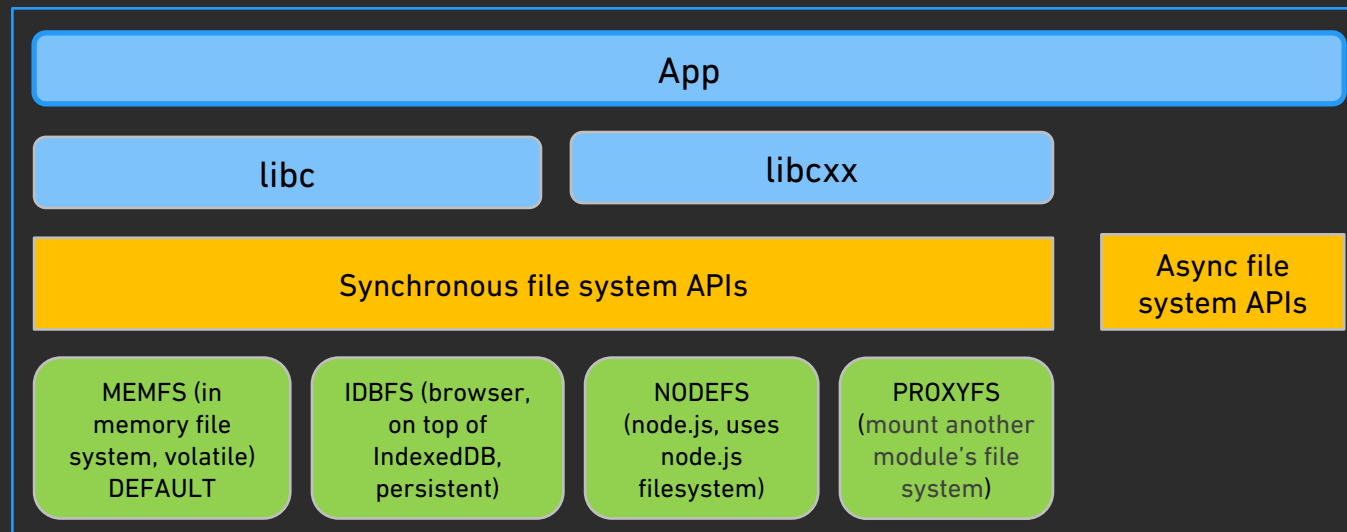 App
libc
libcxx
Synchronous file system APIs
Async file
system APIs
MEMFS (in
memory file
system, volatile)
DEFAULT
IDBFS (browser,
on top of
IndexedDB,
persistent)
NODEFS
(node.js, uses
node.js
filesystem)
PROXYFS
(mount another
module’s file
system)